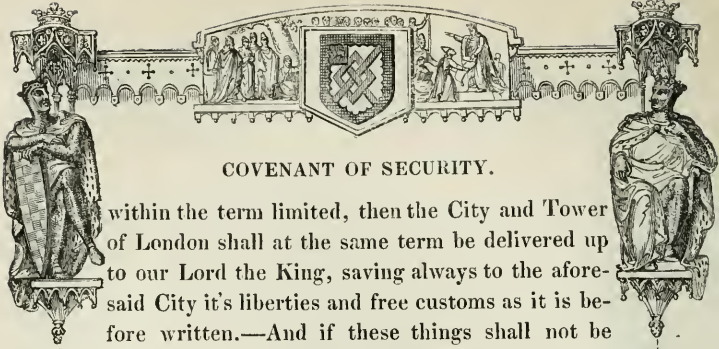 COVENANT OF SECURITY.
within the term limited, then the City and Tower
of London shall at the same term be delivered up
to our Lord the King, saving always to the afore-
said City it's liberties and free customs as it is be-
fore written.—And if these things shall not be